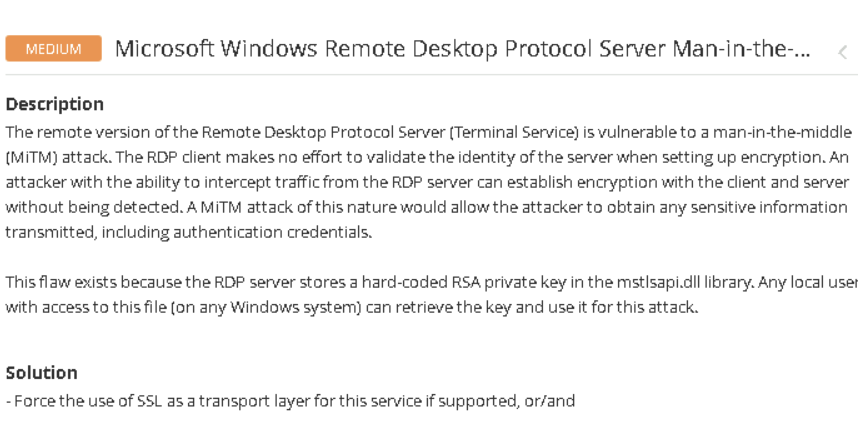 MEDIUM Microsoft Windows Remote Desktop Protocol Server Man-in-the-...
Description
The remote version of the Remote Desktop Protocol Server (Terminal Service) is vulnerable to a man-in-the-middle
(MiTM) attack. The RDP client makes no effort to validate the identity of the server when setting up encryption. An
attacker with the ability to intercept traffic from the RDP server can establish encryption with the client and server
without being detected. A MiTM attack of this nature would allow the attacker to obtain any sensitive information
transmitted, including authentication credentials.
This flaw exists because the RDP server stores a hard-coded RSA private key in the mstlsapi.dll library. Any local user
with access to this file (on any Windows system) can retrieve the key and use it for this attack.
Solution
- Force the use of SSL as a transport layer for this service if supported, or/and